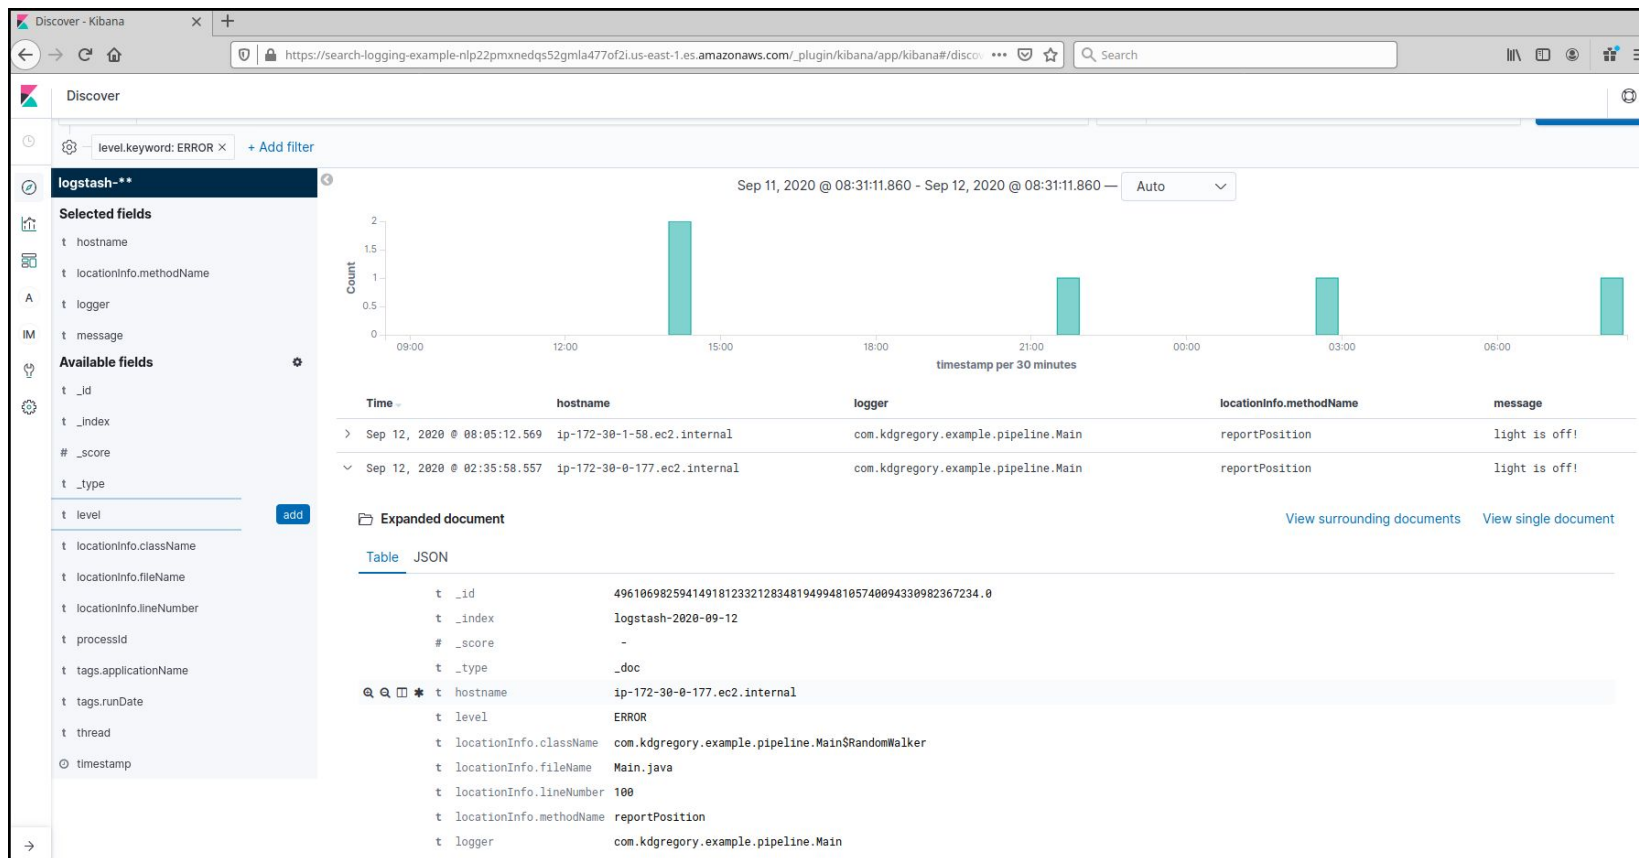 Discover - Kibana
https://search-logging-example-nlp22pmxnedqs52gmla477of2i.us-east-1.es.amazonaws.com/_plugin/kibana/app/kibana#/disco
Search
Discover
level.keyword: ERROR
+ Add filter
logstash-**
Selected fields
t hostname
t locationInfo.methodName
t logger
t message
Available fields
t _id
t _index
# _score
t _type
t level
add
t locationInfo.className
t locationInfo.fileName
t locationInfo.lineNumber
t processId
t tags.applicationName
t tags.runDate
t thread
timestamp
A
IM
Sep 11, 2020 @ 08:31:11.860 - Sep 12, 2020 @ 08:31:11.860 — Auto
Count
2
1.5
1
0.5
0
09:00 12:00 15:00 18:00 21:00 00:00 03:00 06:00
timestamp per 30 minutes
Time hostname logger locationInfo.methodName message
Sep 12, 2020 @ 08:05:12.569 ip-172-30-1-58.ec2.internal com.kdgregory.example.pipeline.Main reportPosition light is off!
Sep 12, 2020 @ 02:35:58.557 ip-172-30-0-177.ec2.internal com.kdgregory.example.pipeline.Main reportPosition light is off!
Expanded document View surrounding documents View single document
Table JSON
t _id 49610698259414918123321283481949948105740094330982367234.0
t _index logstash-2020-09-12
# _score -
t _type _doc
t hostname ip-172-30-0-177.ec2.internal
t level ERROR
t locationInfo.className com.kdgregory.example.pipeline.Main$RandomWalker
t locationInfo.fileName Main.java
t locationInfo.lineNumber 100
t locationInfo.methodName reportPosition
t logger com.kdgregory.example.pipeline.Main